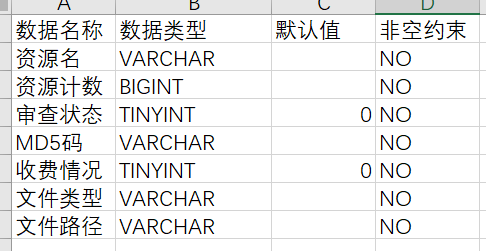 A B C D
数据名称 数据类型 默认值 非空约束
资源名 VARCHAR NO
资源计数 BIGINT NO
审查状态 TINYINT 0 NO
MD5码 VARCHAR NO
收费情况 TINYINT 0 NO
文件类型 VARCHAR NO
文件路径 VARCHAR NO